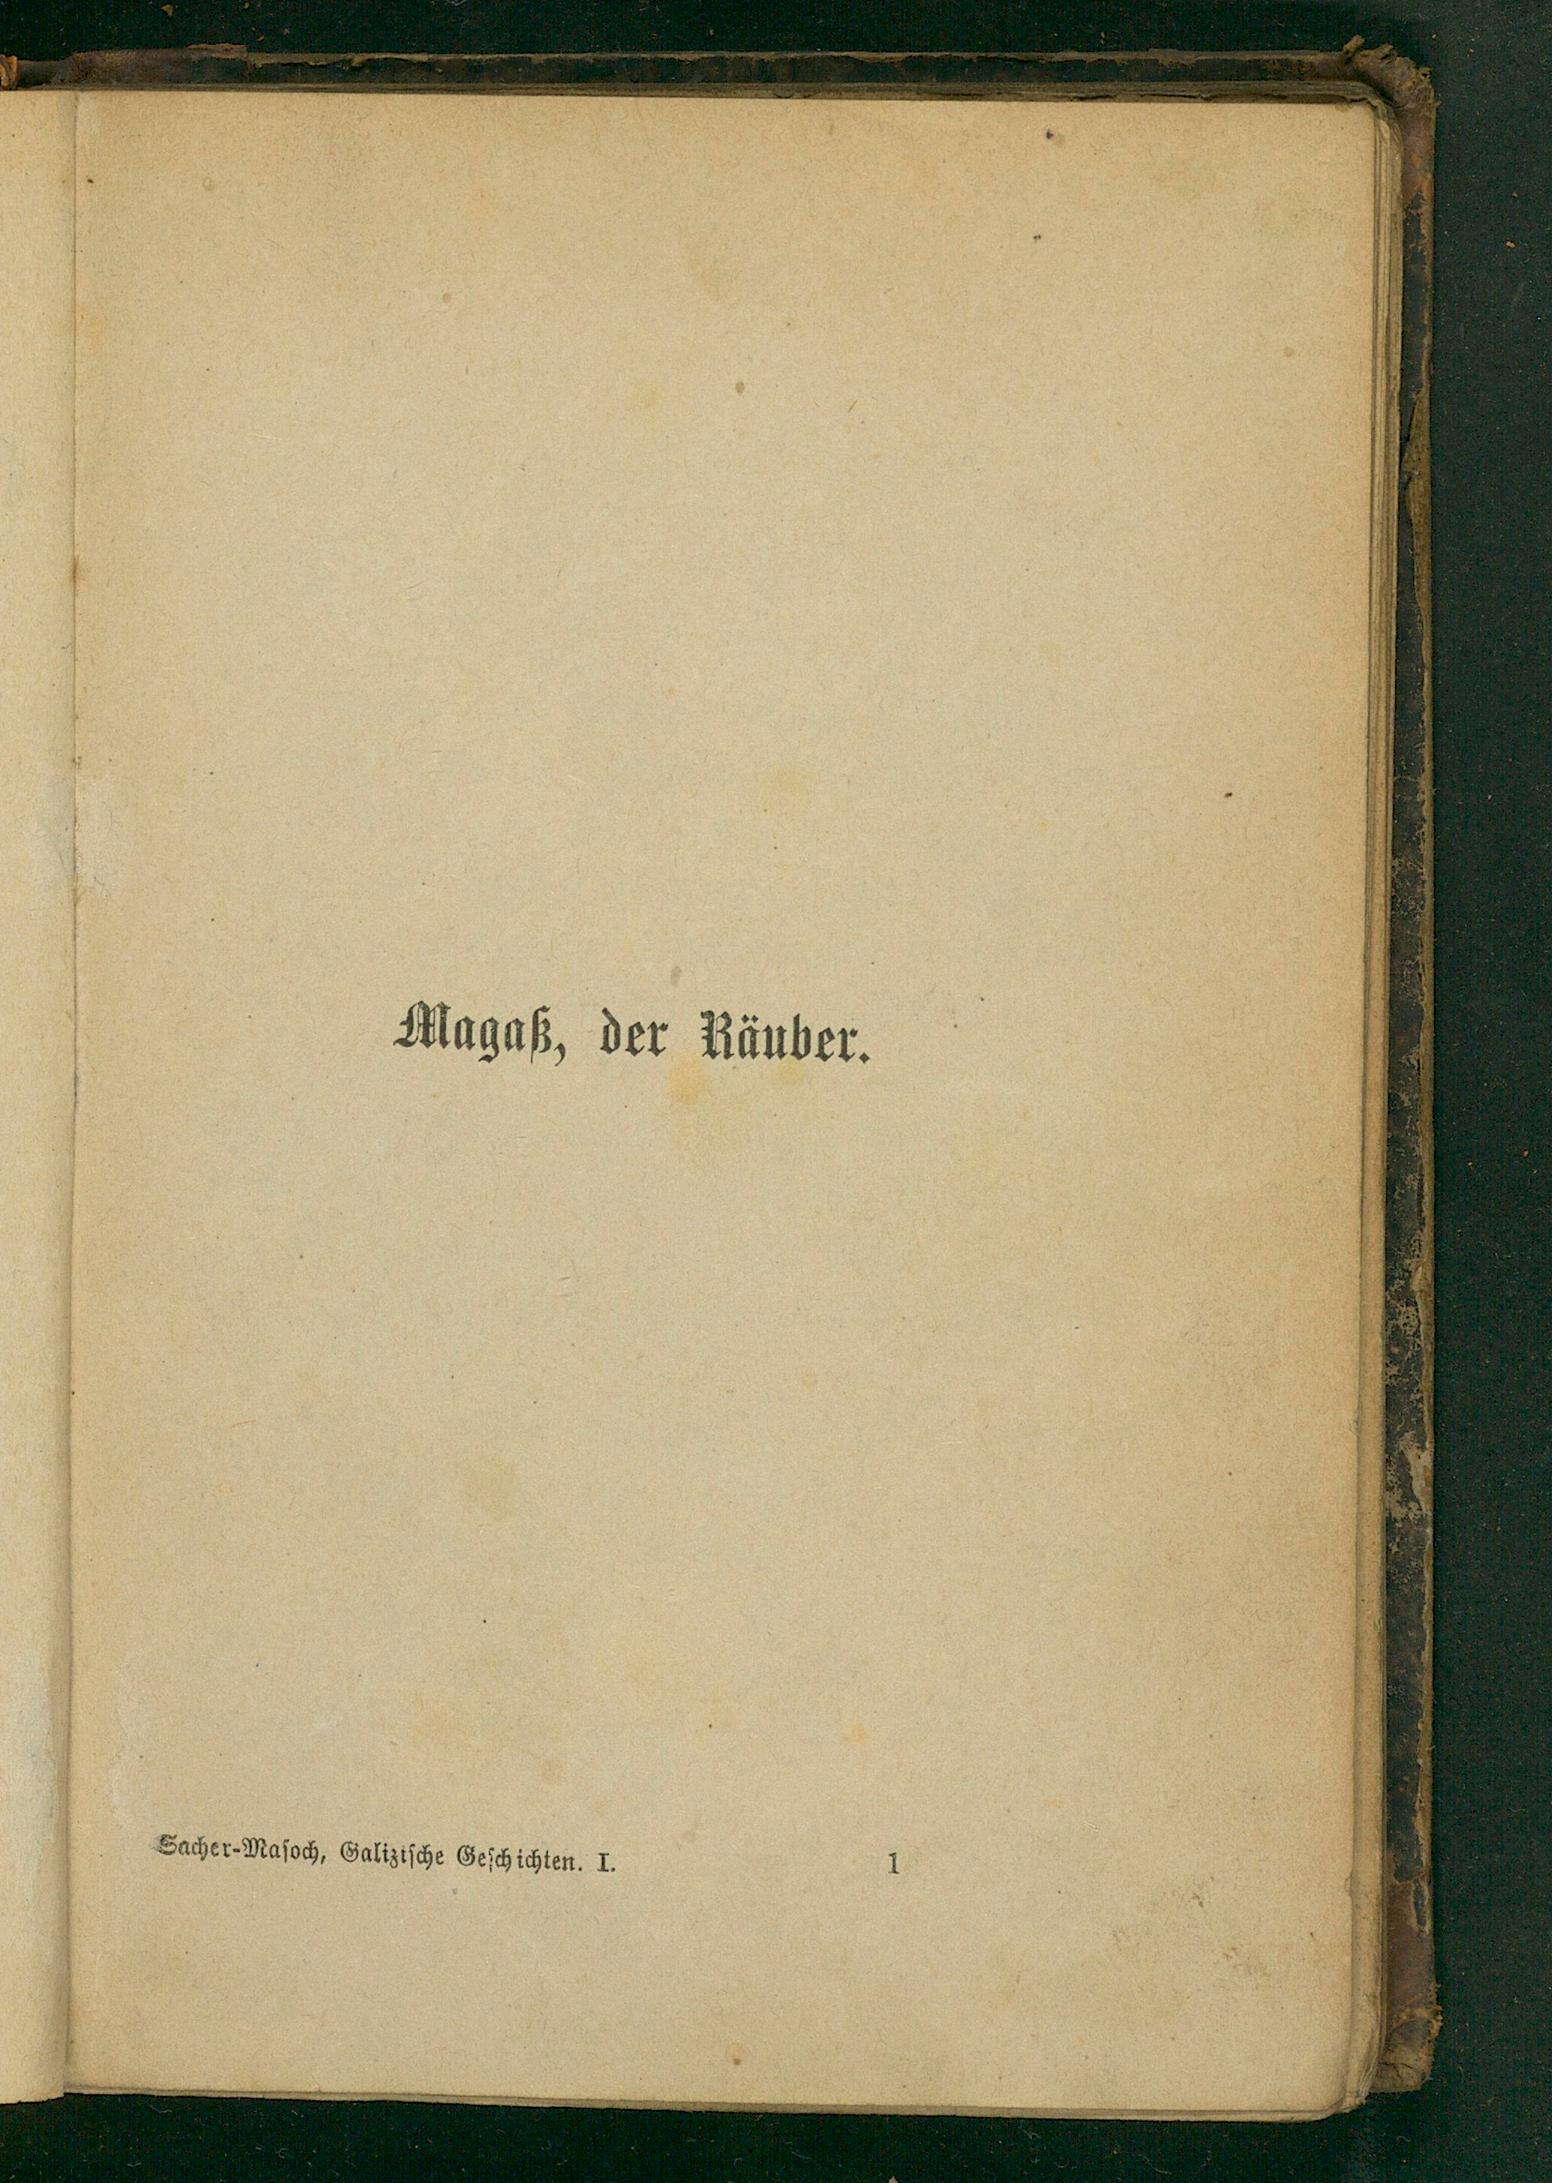 Magaß, der Räuber.
Sacher-Masoch, Galizische Geschichten. I. 1